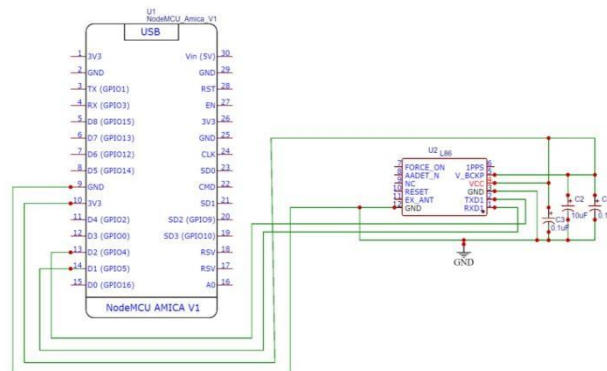 U1
NodeMCU_Amica_V1
USB
1 3V3 Vin (5V) 30
2 GND GND 29
3 TX (GPIO1) RST 28
4 RX (GPIO3) EN 27
5 D8 (GPIO15) 3V3 26
6 D7 (GPIO13) GND 25
7 D6 (GPIO12) CLK 24
8 D5 (GPIO14) SD0 23
9 GND CMD 22
10 3V3 SD1 21
11 D4 (GPIO2) SD2 (GPIO9) 20
12 D3 (GPIO0) SD3 (GPIO10) 19
13 D2 (GPIO4) RSV 18
14 D1 (GPIO5) RSV 17
15 D0 (GPIO16) A0 16
NodeMCU AMICA V1
U2 L86
FORCE_ON 1PPS
AADET_N V_BCKP
NC VCC
RESET GND
EX_ANT TXD1
GND RXD1
C3
0.1uF
C2
10uF
GND